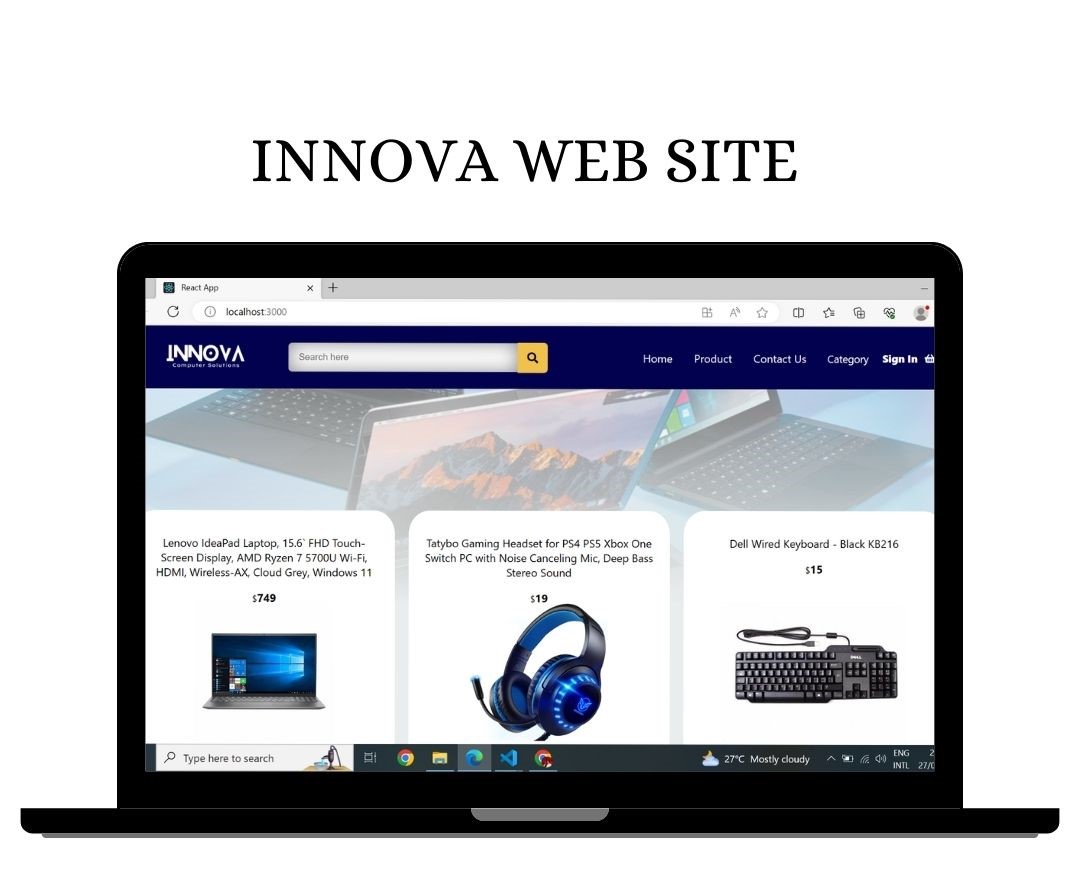 INNOVA WEB SITE
React App
localhost:3000
INNOVA
Computer Solutions
Search here
Home Product Contact Us Category Sign In
Lenovo IdeaPad Laptop, 15.6` FHD Touch-
Screen Display, AMD Ryzen 7 5700U Wi-Fi,
HDMI, Wireless-AX, Cloud Grey, Windows 11
$749
Tatybo Gaming Headset for PS4 PS5 Xbox One
Switch PC with Noise Canceling Mic, Deep Bass
Stereo Sound
$19
Dell Wired Keyboard - Black KB216
$15
DELL
Type here to search
27°C Mostly cloudy
ENG
INTL